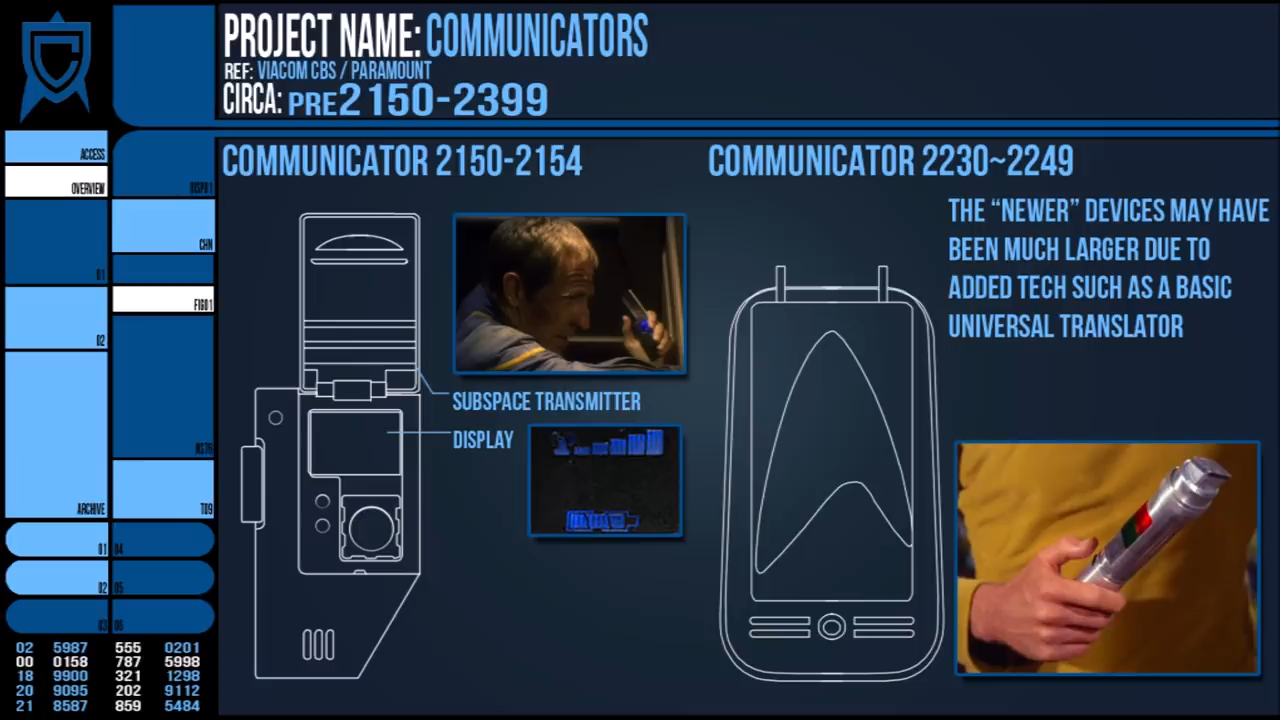 PROJECT NAME: COMMUNICATORS
REF: VIACOM CBS / PARAMOUNT
CIRCA: PRE2150-2399
ACCESS
OVERVIEW
01
02
ARCHIVE
01
02
03
DISP01
CHN
FIG01
TO9
04
05
06
02 5987 555 0201
00 0158 787 5998
18 9900 321 1298
20 9095 202 9112
21 8587 859 5484
COMMUNICATOR 2150-2154
SUBSPACE TRANSMITTER
DISPLAY
COMMUNICATOR 2230~2249
THE “NEWER” DEVICES MAY HAVE
BEEN MUCH LARGER DUE TO
ADDED TECH SUCH AS A BASIC
UNIVERSAL TRANSLATOR